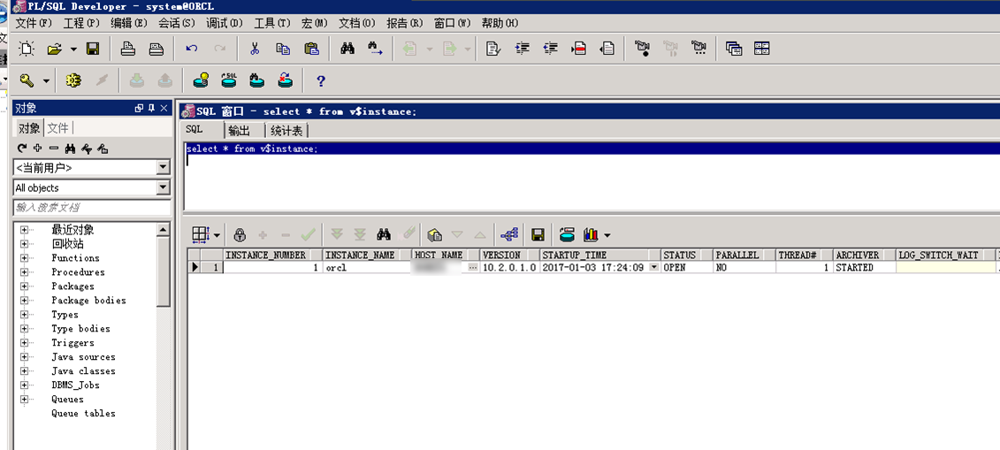 PL/SQL Developer - system@ORCL
文件(F) 工程(P) 编辑(E) 会话(S) 调试(D) 工具(T) 宏(M) 文档(O) 报告(R) 窗口(W) 帮助(H)
对象
对象 文件
<当前用户>
All objects
输入搜索文档
最近对象
回收站
Functions
Procedures
Packages
Package bodies
Types
Type bodies
Triggers
Java sources
Java classes
DBMS_Jobs
Queues
Queue tables
SQL 窗口 - select * from v$instance;
SQL 输出 统计表
select * from v$instance;
INSTANCE_NUMBER INSTANCE_NAME HOST_NAME VERSION STARTUP_TIME STATUS PARALLEL THREAD# ARCHIVER LOG_SWITCH_WAIT
1 1 orcl ... 10.2.0.1.0 2017-01-03 17:24:09 OPEN NO 1 STARTED